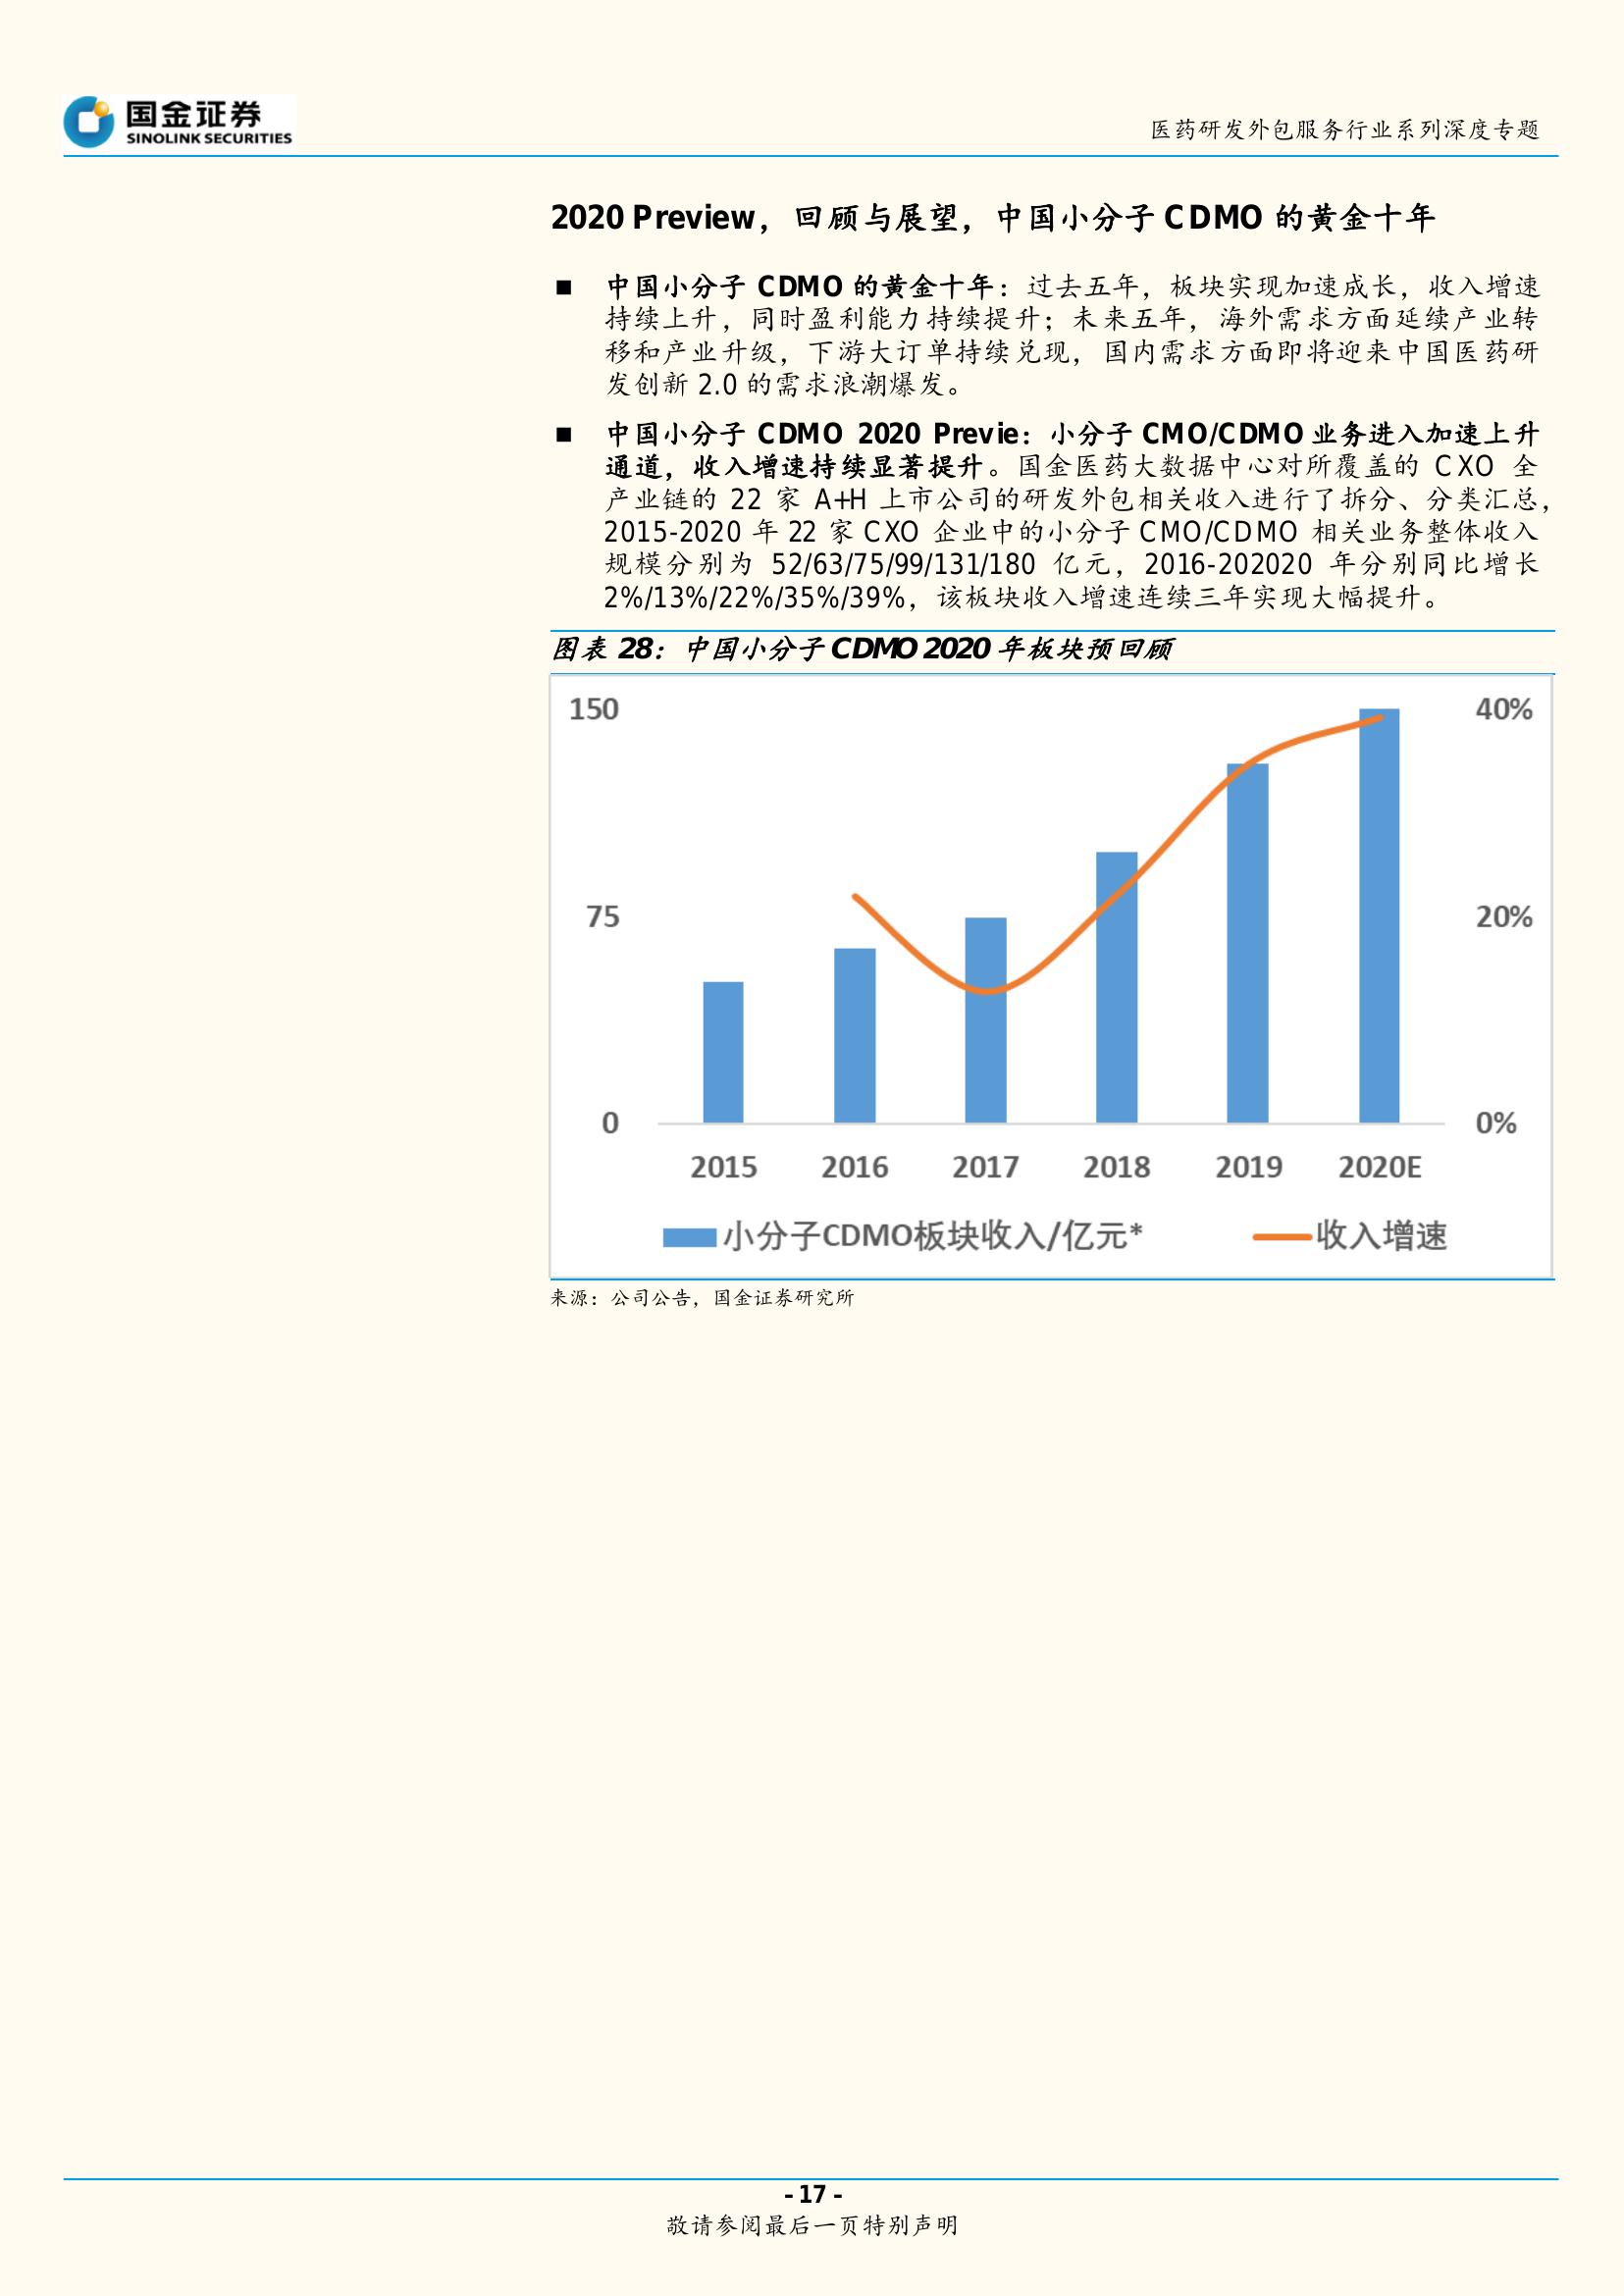 国金证券
SINOLINK SECURITIES
医药研发外包服务行业系列深度专题
2020 Preview，回顾与展望，中国小分子 CDMO 的黄金十年
■ 中国小分子 CDMO 的黄金十年：过去五年，板块实现加速成长，收入增速
持续上升，同时盈利能力持续提升；未来五年，海外需求方面延续产业转
移和产业升级，下游大订单持续兑现，国内需求方面即将迎来中国医药研
发创新 2.0 的需求浪潮爆发。
■ 中国小分子 CDMO 2020 Previe：小分子 CMO/CDMO 业务进入加速上升
通道，收入增速持续显著提升。国金医药大数据中心对所覆盖的 CXO 全
产业链的 22 家 A+H 上市公司的研发外包相关收入进行了拆分、分类汇总，
2015-2020 年 22 家 CXO 企业中的小分子 CMO/CDMO 相关业务整体收入
规模分别为 52/63/75/99/131/180 亿元，2016-202020 年分别同比增长
2%/13%/22%/35%/39%，该板块收入增速连续三年实现大幅提升。
图表 28：中国小分子 CDMO 2020 年板块预回顾
150
40%
75
20%
0
0%
2015 2016 2017 2018 2019 2020E
小分子CDMO板块收入/亿元* 收入增速
来源：公司公告，国金证券研究所
- 17 -
敬请参阅最后一页特别声明